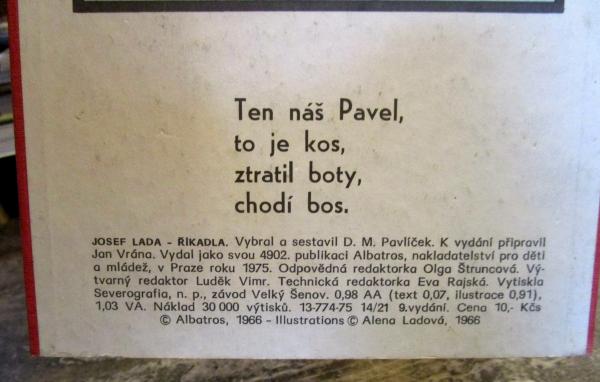 Ten náš Pavel,
to je kos,
ztratil boty,
chodí bos.
JOSEF LADA - ŘÍKADLA. Vybral a sestavil D. M. Pavlíček. K vydání připravil
Jan Vrána. Vydal jako svou 4902. publikaci Albatros, nakladatelství pro děti
a mládež, v Praze roku 1975. Odpovědná redaktorka Olga Štruncová. Vý-
tvarný redaktor Luděk Vimr. Technická redaktorka Eva Rajská. Vytiskla
Severografia, n. p., závod Velký Šenov. 0,98 AA (text 0,07, ilustrace 0,91),
1,03 VA. Náklad 30 000 výtisků. 13-774-75 14/21 9.vydání. Cena 10,- Kčs
© Albatros, 1966 - Illustrations © Alena Ladová, 1966